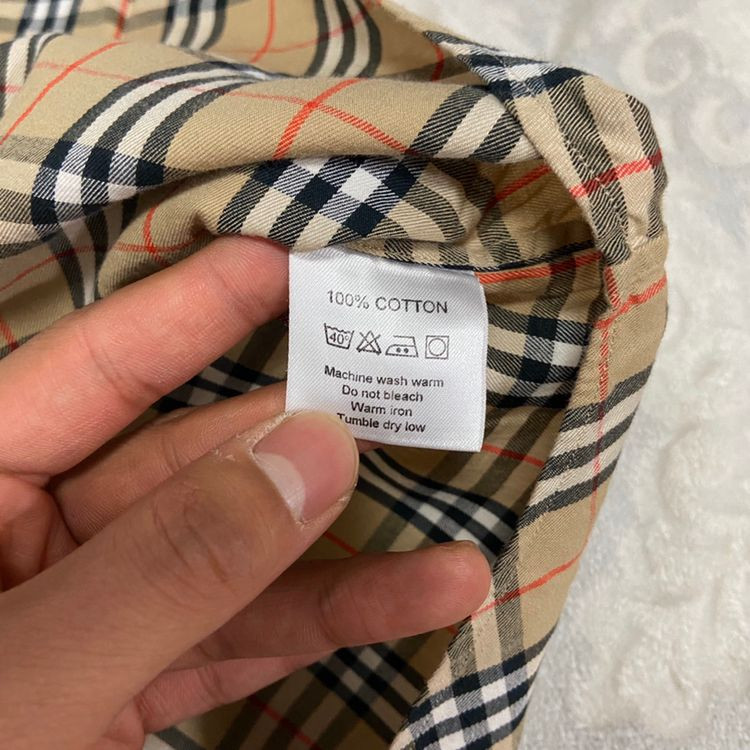 100% COTTON
40°
Machine wash warm
Do not bleach
Warm iron
Tumble dry low